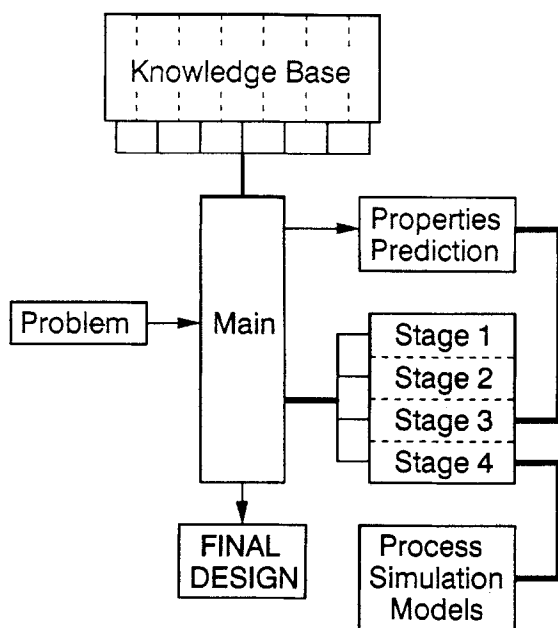 Knowledge Base
Properties
Prediction
Problem
Main
Stage 1
Stage 2
Stage 3
Stage 4
FINAL
DESIGN
Process
Simulation
Models